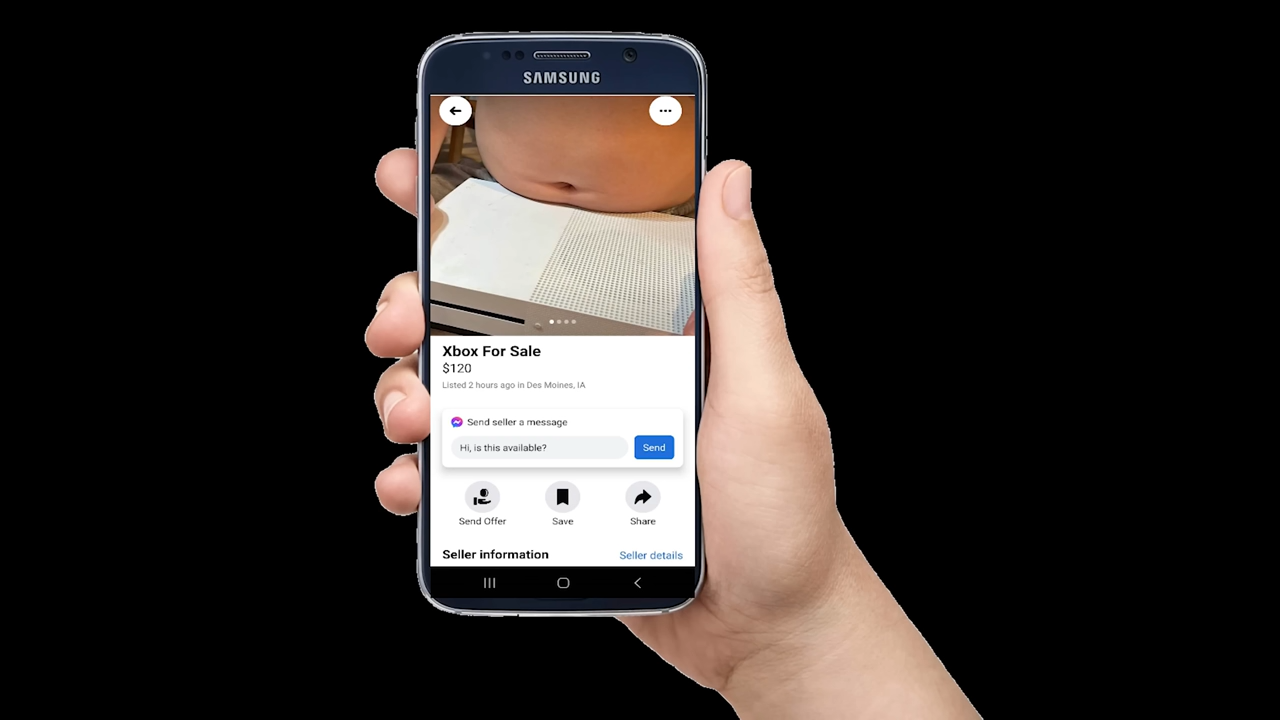 SAMSUNG
Xbox For Sale
$120
Listed 2 hours ago in Des Moines, IA
Send seller a message
Hi, is this available?
Send
Send Offer
Save
Share
Seller information
Seller details